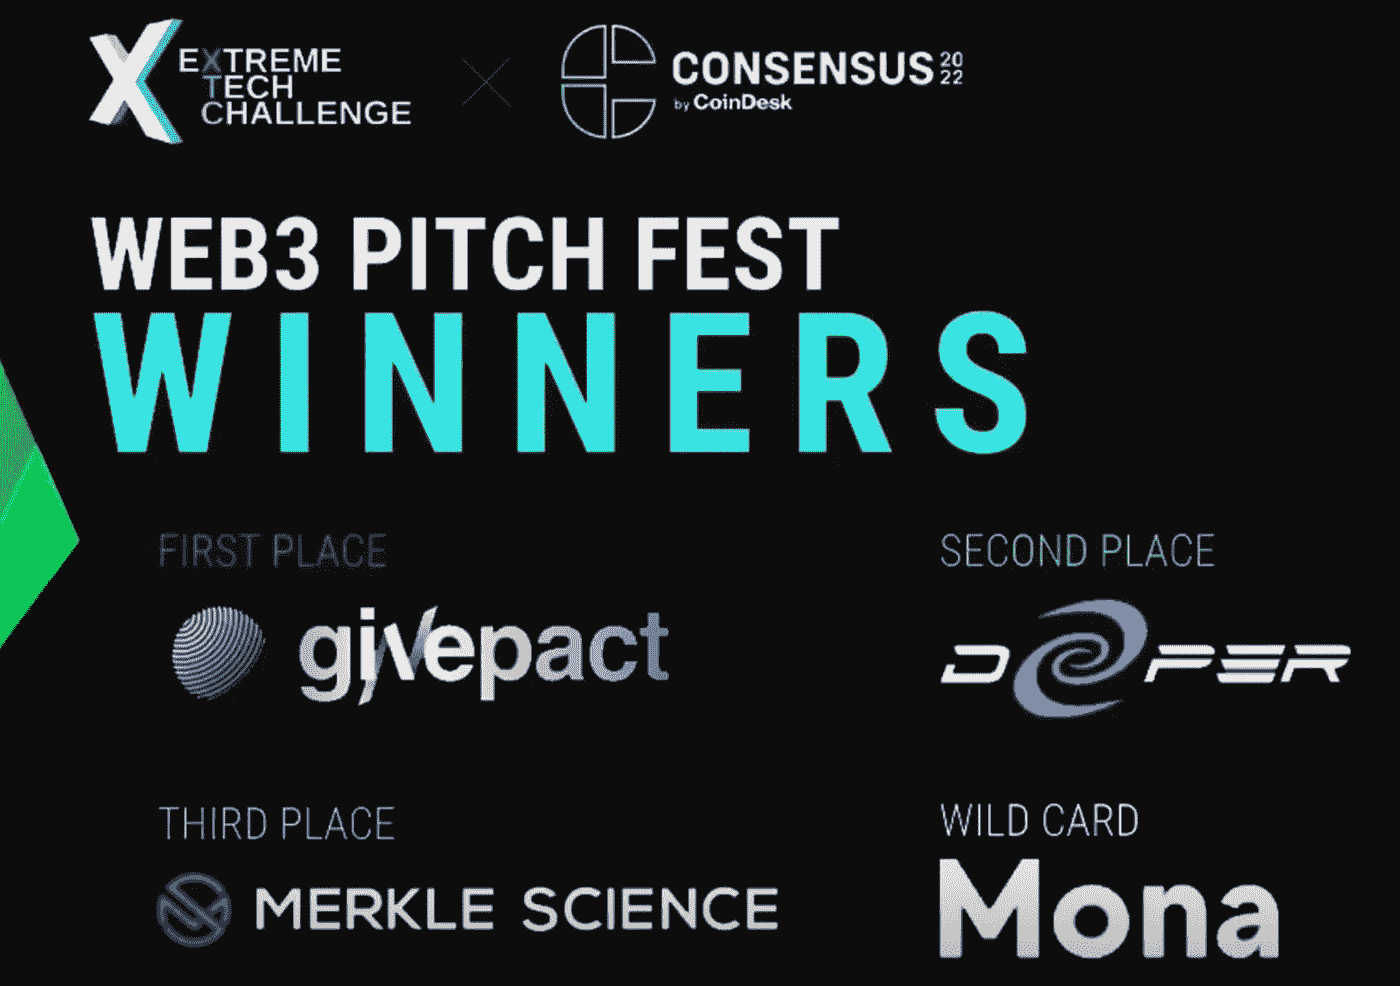 EXTREME
TECH
CHALLENGE
CONSENSUS 2022
by CoinDesk
WEB3 PITCH FEST
WINNERS
FIRST PLACE
SECOND PLACE
givepact
DOPER
THIRD PLACE
WILD CARD
MERKLE SCIENCE
Mona